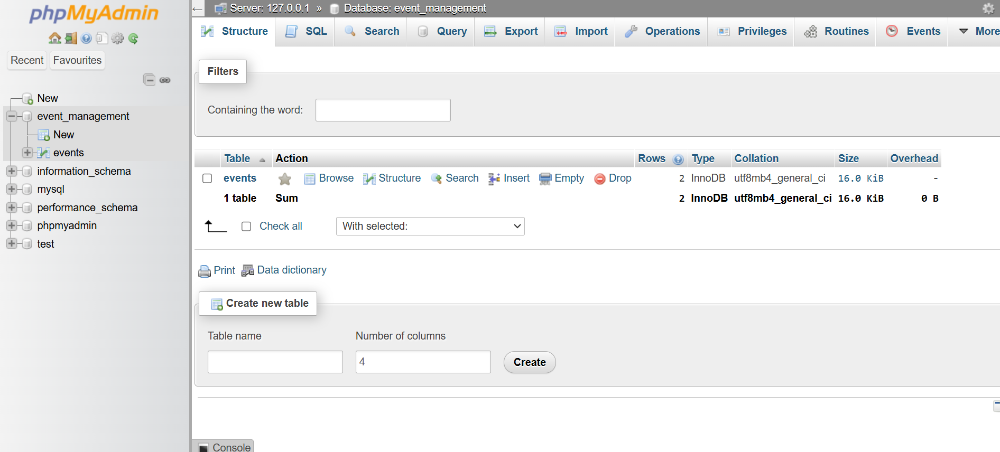 phpMyAdmin
Recent Favourites
New
event_management
New
events
information_schema
mysql
performance_schema
phpmyadmin
test
Server: 127.0.0.1 » Database: event_management
Structure SQL Search Query Export Import Operations Privileges Routines Events More
Filters
Containing the word:
Table Action Rows Type Collation Size Overhead
events Browse Structure Search Insert Empty Drop 2 InnoDB utf8mb4_general_ci 16.0 KiB -
1 table Sum 2 InnoDB utf8mb4_general_ci 16.0 KiB 0 B
Check all With selected:
Print Data dictionary
Create new table
Table name Number of columns
4 Create
Console